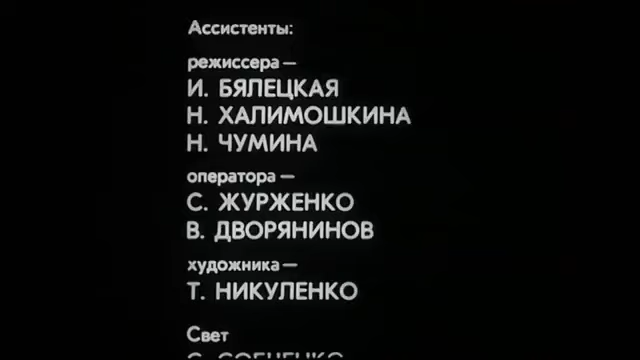 Ассистенты:
режиссера —
И. БЯЛЕЦКАЯ
Н. ХАЛИМОШКИНА
Н. ЧУМИНА
оператора —
С. ЖУРЖЕНКО
В. ДВОРЯНИНОВ
художника —
Т. НИКУЛЕНКО
Свет